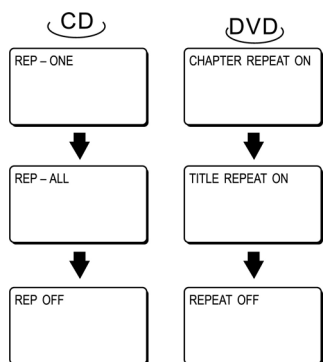 CD
REP – ONE
REP – ALL
REP OFF
DVD
CHAPTER REPEAT ON
TITLE REPEAT ON
REPEAT OFF